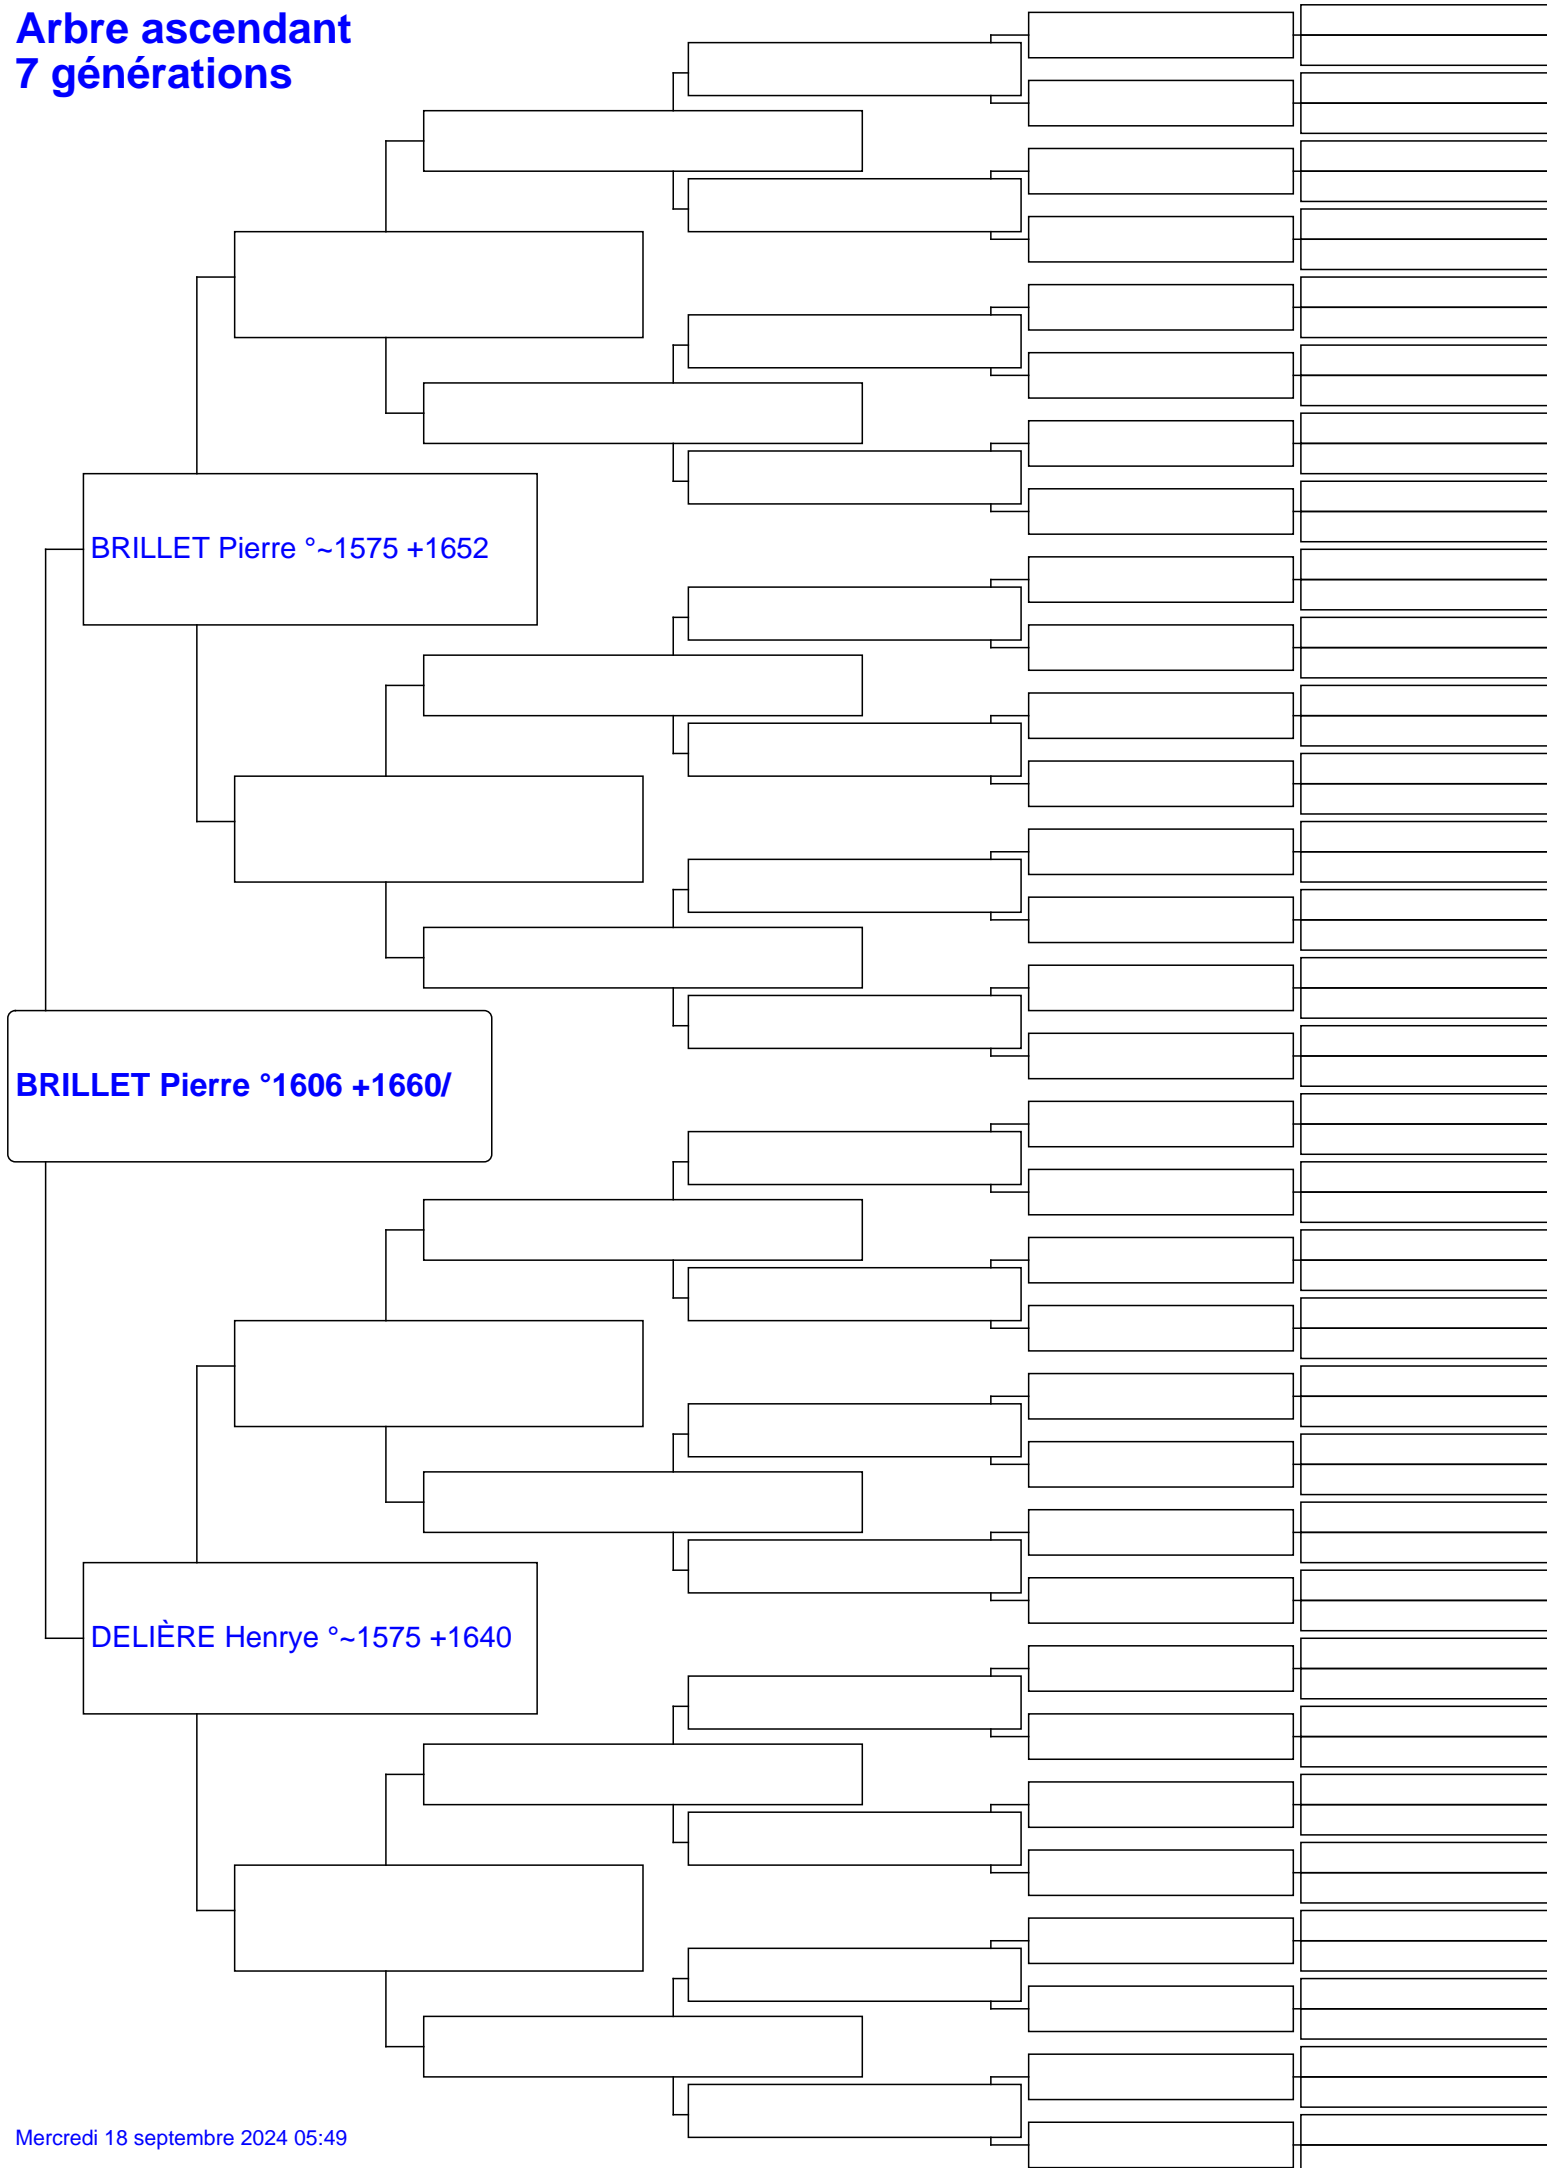 Arbre ascendant
7 générations
BRILLET Pierre °~1575 +1652
BRILLET Pierre °1606 +1660/
DELIÈRE Henrye °~1575 +1640
Mercredi 18 septembre 2024 05:49